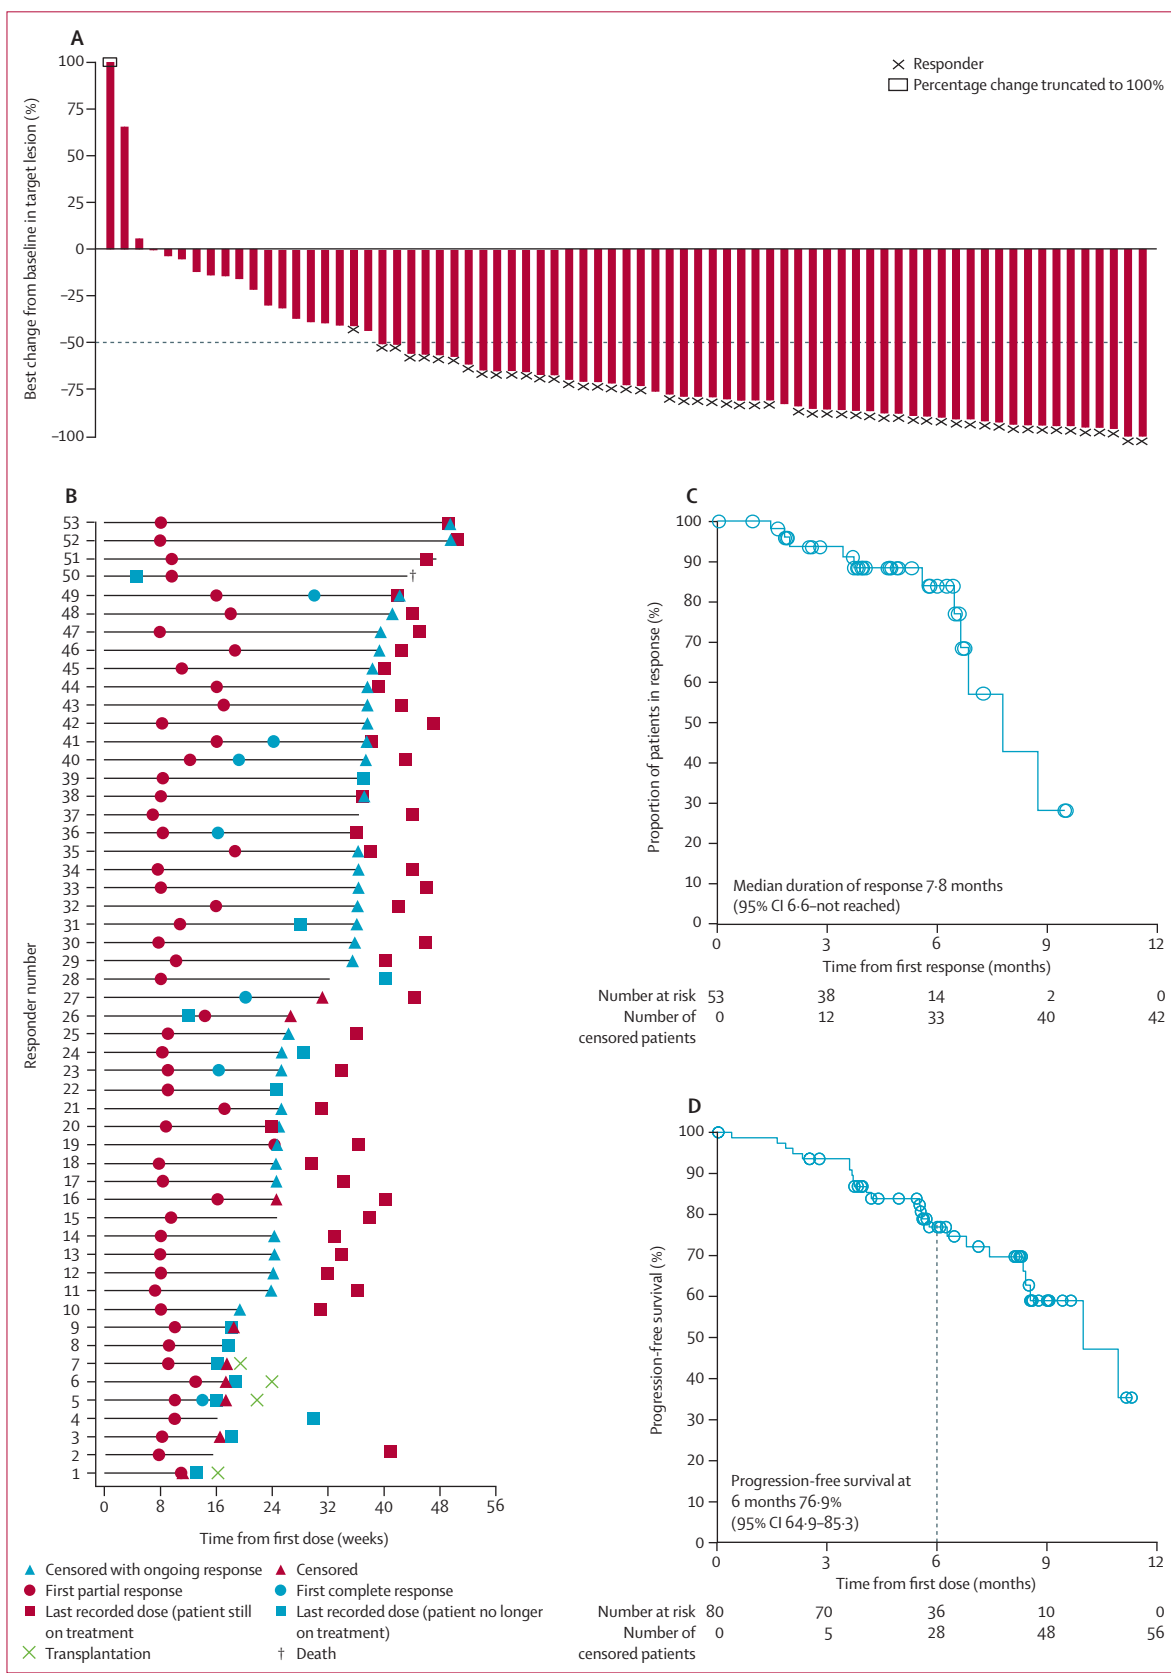 A
Best change from baseline in target lesion (%)
100
75
50
25
0
−25
−50
−75
−100
Responder
Percentage change truncated to 100%
B
Responder number
53
52
51
50
†
49
48
47
46
45
44
43
42
41
40
39
38
37
36
35
34
33
32
31
30
29
28
27
26
25
24
23
22
21
20
19
18
17
16
15
14
13
12
11
10
9
8
7
6
5
4
3
2
1
0 8 16 24 32 40 48 56
Time from first dose (weeks)
Censored with ongoing response
Censored
First partial response
First complete response
Last recorded dose (patient still
on treatment
Last recorded dose (patient no longer
on treatment)
Transplantation
† Death
C
Proportion of patients in response (%)
100
90
80
70
60
50
40
30
20
10
0
Median duration of response 7·8 months
(95% CI 6·6–not reached)
0 3 6 9 12
Time from first response (months)
Number at risk 53 38 14 2 0
Number of 0 12 33 40 42
censored patients
D
Progression-free survival (%)
100
90
80
70
60
50
40
30
20
10
0
Progression-free survival at
6 months 76·9%
(95% CI 64·9–85·3)
0 3 6 9 12
Time from first dose (months)
Number at risk 80 70 36 10 0
Number of 0 5 28 48 56
censored patients